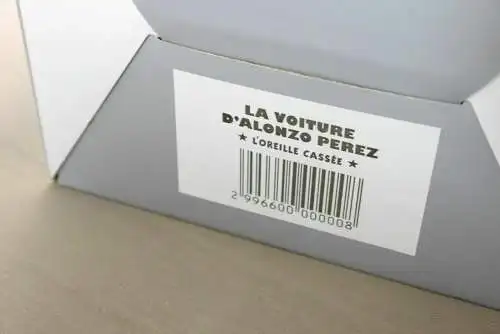 LA VOITURE
D'ALONZO PEREZ
★ L'OREILLE CASSÉE ★
2 996600 000008